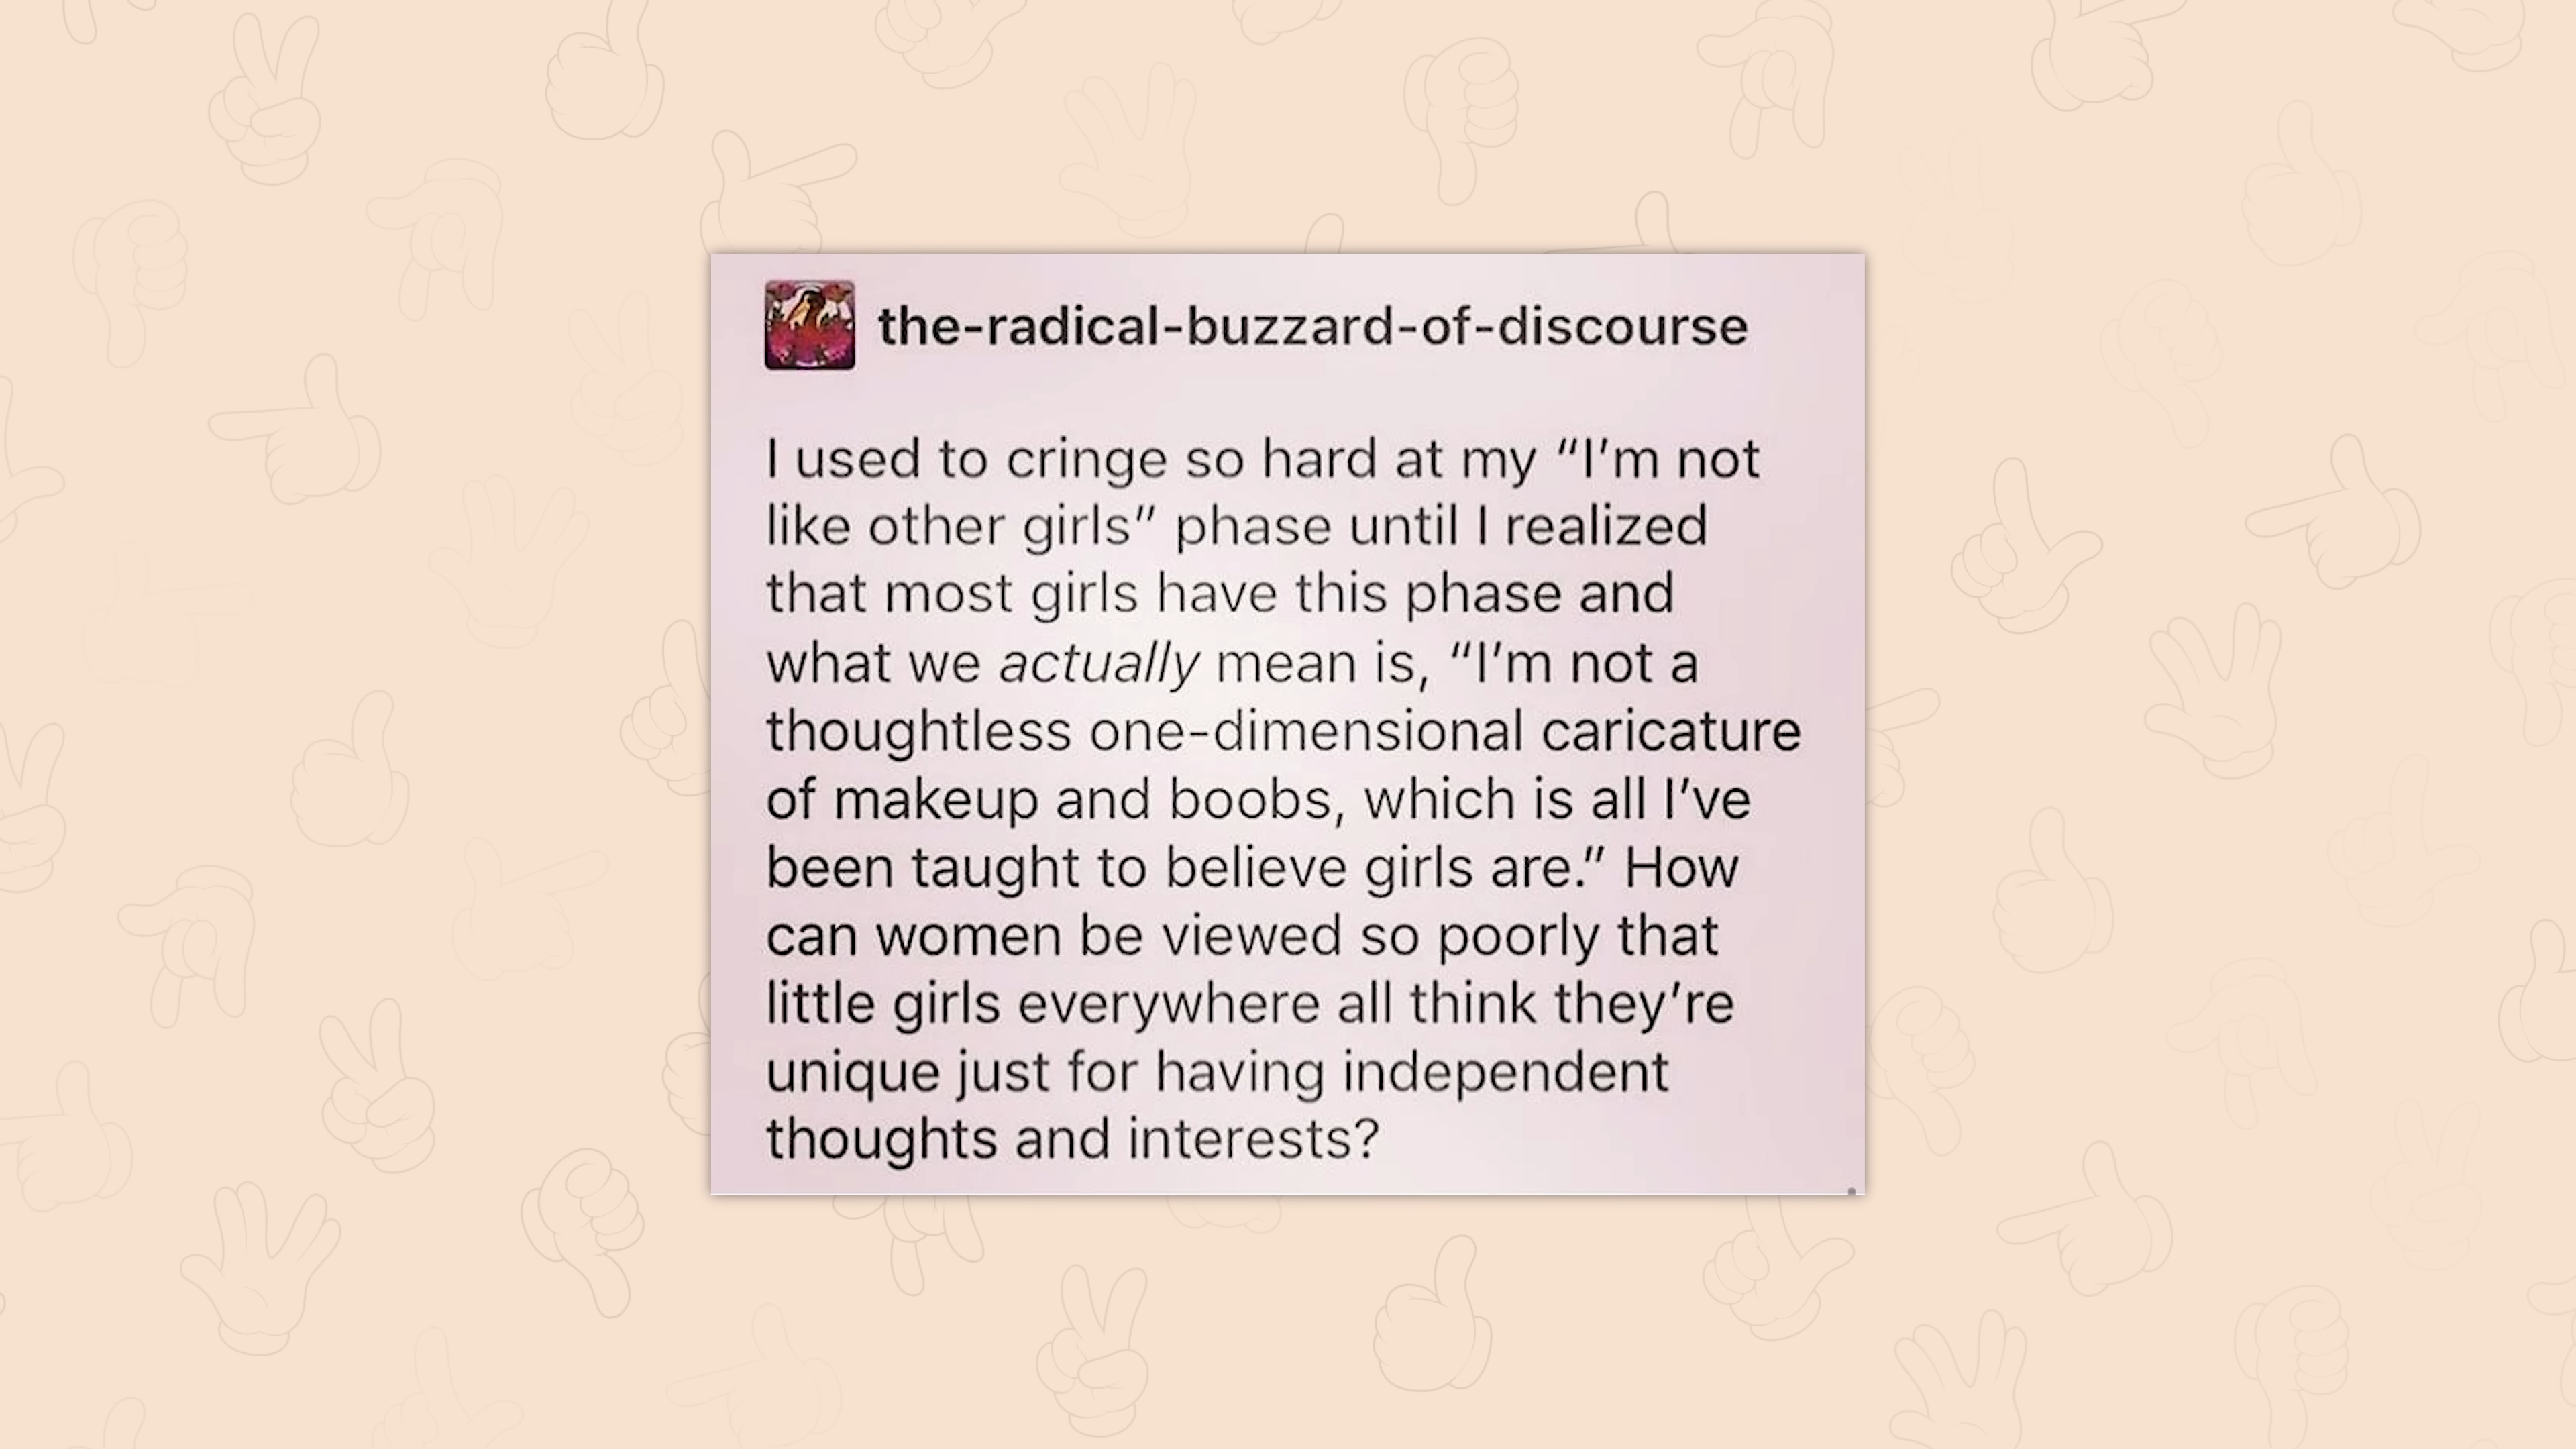 the-radical-buzzard-of-discourse
I used to cringe so hard at my “I’m not
like other girls” phase until I realized
that most girls have this phase and
what we actually mean is, “I’m not a
thoughtless one-dimensional caricature
of makeup and boobs, which is all I’ve
been taught to believe girls are.” How
can women be viewed so poorly that
little girls everywhere all think they’re
unique just for having independent
thoughts and interests?